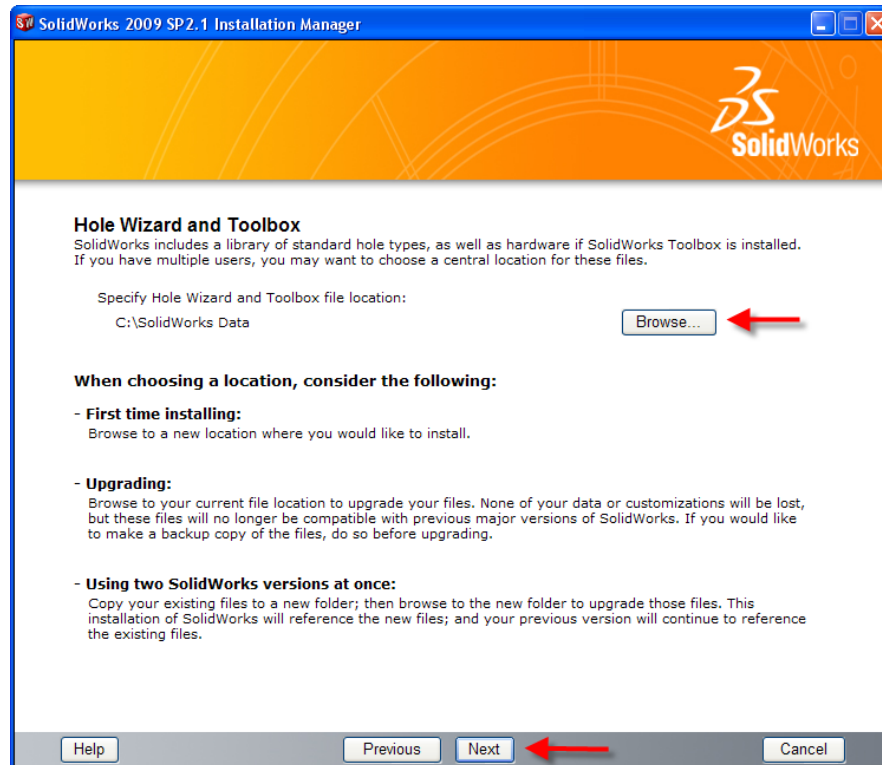 SolidWorks 2009 SP2.1 Installation Manager
SolidWorks
Hole Wizard and Toolbox
SolidWorks includes a library of standard hole types, as well as hardware if SolidWorks Toolbox is installed.
If you have multiple users, you may want to choose a central location for these files.
Specify Hole Wizard and Toolbox file location:
C:\SolidWorks Data
Browse...
When choosing a location, consider the following:
- First time installing:
Browse to a new location where you would like to install.
- Upgrading:
Browse to your current file location to upgrade your files. None of your data or customizations will be lost,
but these files will no longer be compatible with previous major versions of SolidWorks. If you would like
to make a backup copy of the files, do so before upgrading.
- Using two SolidWorks versions at once:
Copy your existing files to a new folder; then browse to the new folder to upgrade those files. This
installation of SolidWorks will reference the new files; and your previous version will continue to reference
the existing files.
Help Previous Next Cancel